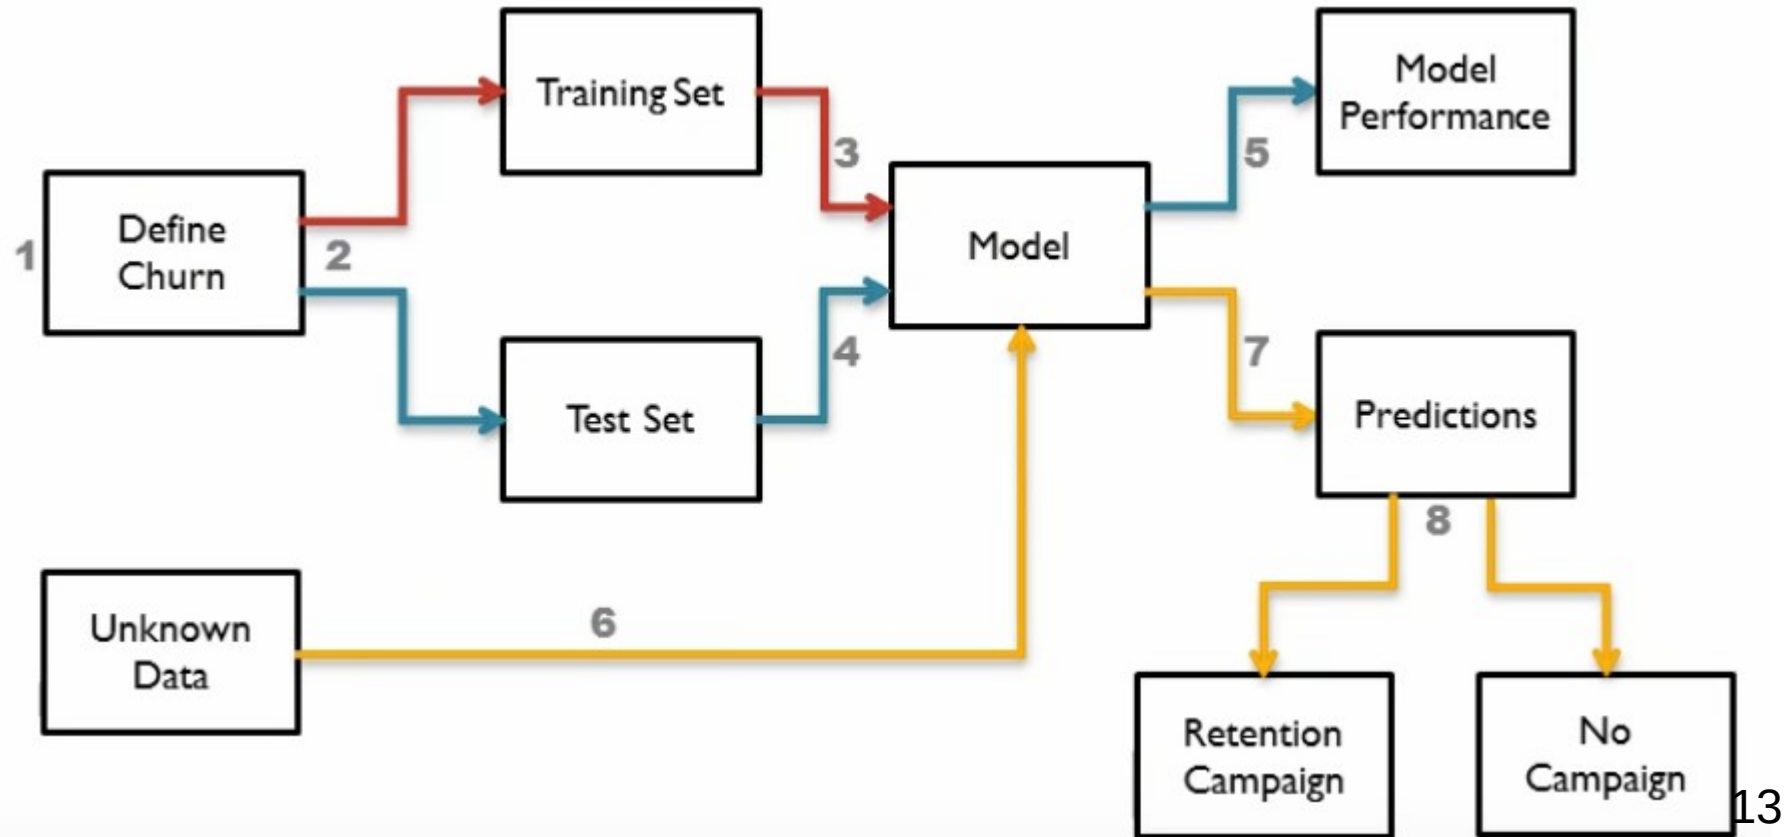 Training Set
Model
Performance
3
5
Define
Churn
1
2
Model
4
7
Test Set
Predictions
8
Unknown
Data
6
Retention
Campaign
No
Campaign
13